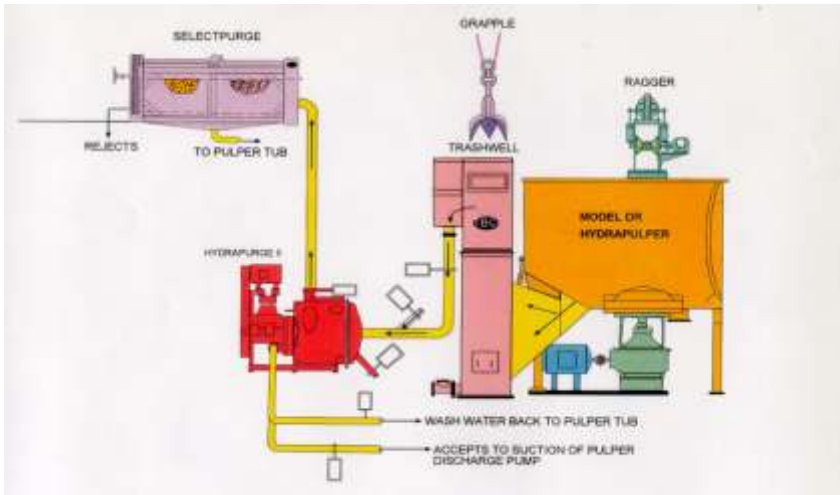 SELECTPURGE
GRAPPLE
RAGGER
REJECTS
TO PULPER TUB
TRASHWELL
MODEL OR
HYDRAPULPER
HYDRAPURGE II
WASH WATER BACK TO PULPER TUB
ACCEPTS TO SUCTION OF PULPER
DISCHARGE PUMP